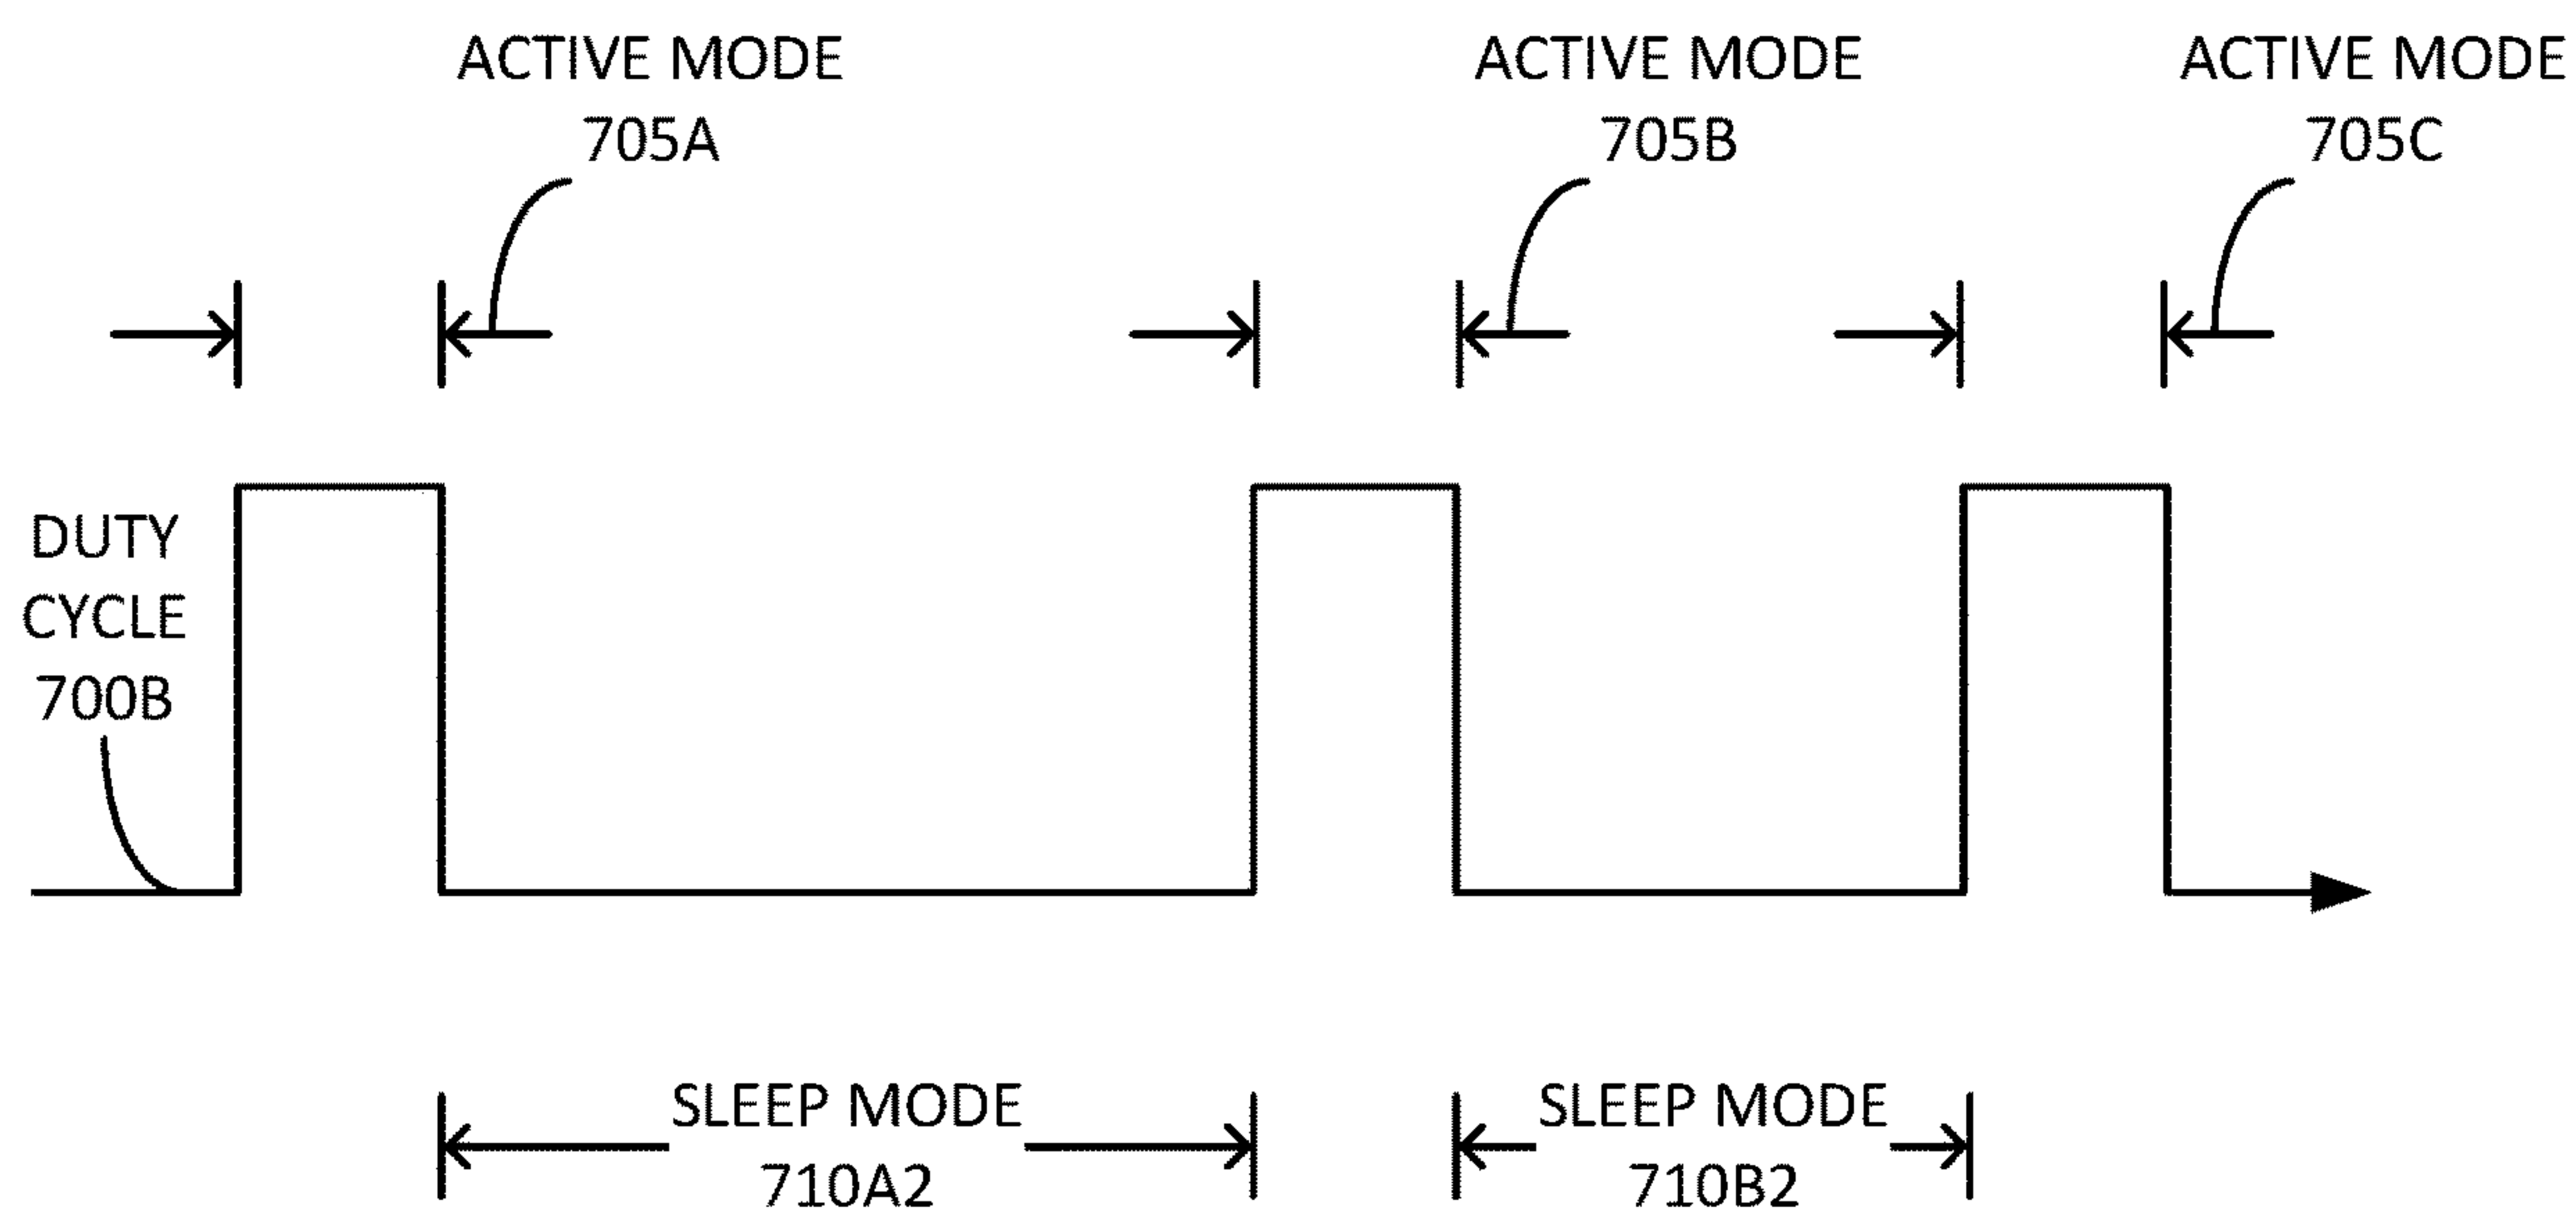 ACTIVE MODE
705A
ACTIVE MODE
705B
ACTIVE MODE
705C
DUTY
CYCLE
700B
SLEEP MODE
710A2
SLEEP MODE
710B2